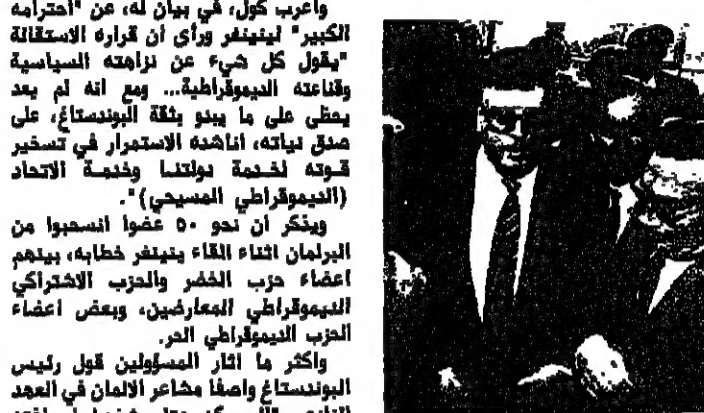 واعرب كول، في بيان له، عن "احترامه
الكبير" لينينغر ورأى ان قراره الاستقالة
"يقول كل شيء عن نزاهته السياسية
وقناعته الديموقراطية... ومع انه لم يعد
يحظى على ما يبدو بثقة البوندستاغ، على
صدق نياته، اناشده الاستمرار في تسخير
قوته لخدمة دولتنا وخدمة الاتحاد
(الديموقراطي المسيحي)".
ويذكر ان نحو ٥٠ عضوا انسحبوا من
البرلمان اثناء القاء ينينغر خطابه، بينهم
اعضاء حزب الخضر والحزب الاشتراكي
الديموقراطي المعارضين، وبعض اعضاء
الحزب الديموقراطي الحر.
واكثر ما اثار المسؤولين قول رئيس
البوندستاغ واصفا مشاعر الالمان في العهد